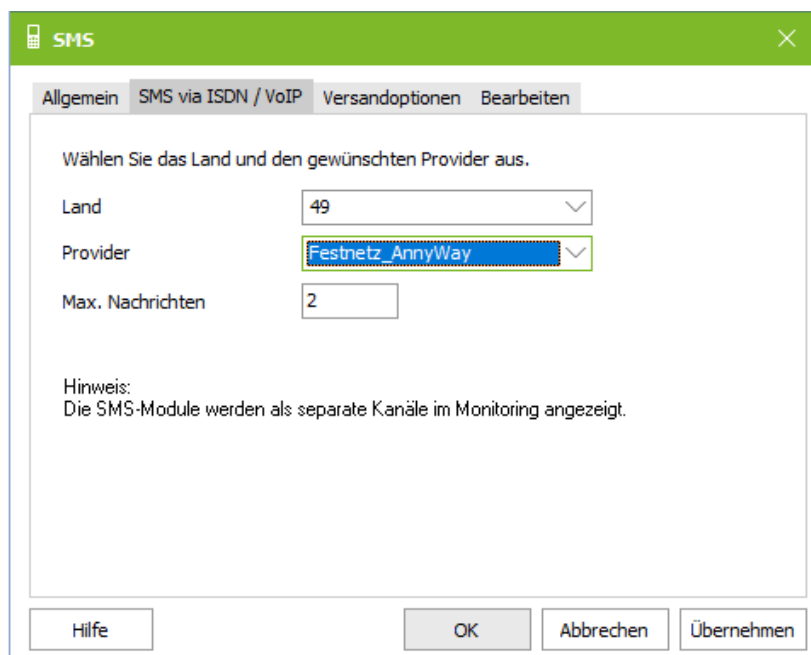 SMS
Allgemein SMS via ISDN / VoIP Versandoptionen Bearbeiten
Wählen Sie das Land und den gewünschten Provider aus.
Land 49
Provider Festnetz_AnnyWay
Max. Nachrichten 2
Hinweis:
Die SMS-Module werden als separate Kanäle im Monitoring angezeigt.
Hilfe OK Abbrechen Übernehmen